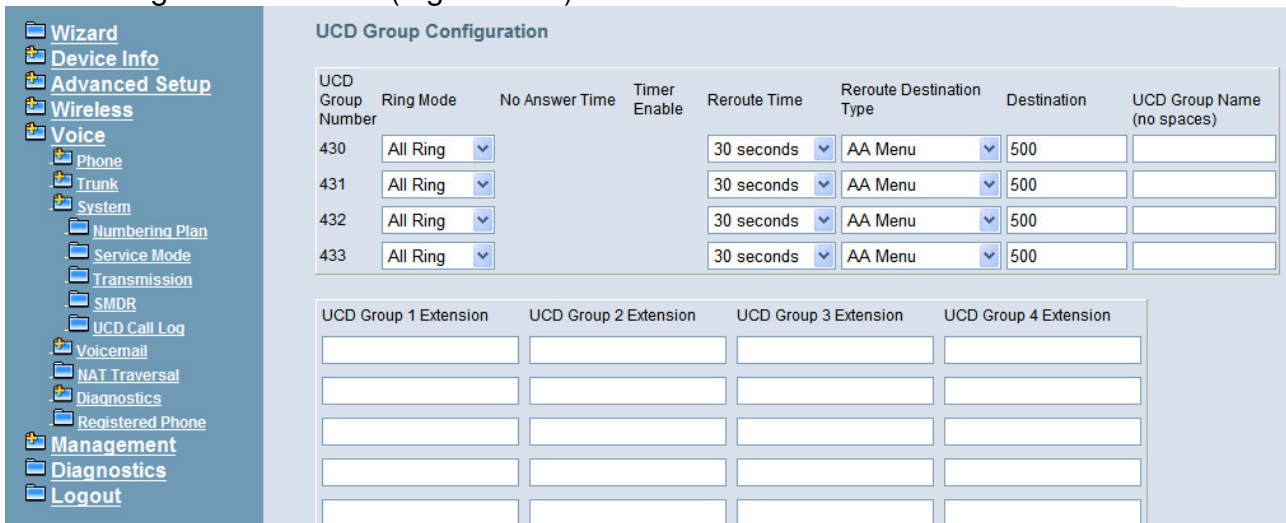 Wizard
Device Info
Advanced Setup
Wireless
Voice
Phone
Trunk
System
Numbering Plan
Service Mode
Transmission
SMDR
UCD Call Log
Voicemail
NAT Traversal
Diagnostics
Registered Phone
Management
Diagnostics
Logout
UCD Group Configuration
UCD Group Number Ring Mode No Answer Time Timer Enable Reroute Time Reroute Destination Type Destination UCD Group Name (no spaces)
430 All Ring 30 seconds AA Menu 500
431 All Ring 30 seconds AA Menu 500
432 All Ring 30 seconds AA Menu 500
433 All Ring 30 seconds AA Menu 500
UCD Group 1 Extension UCD Group 2 Extension UCD Group 3 Extension UCD Group 4 Extension